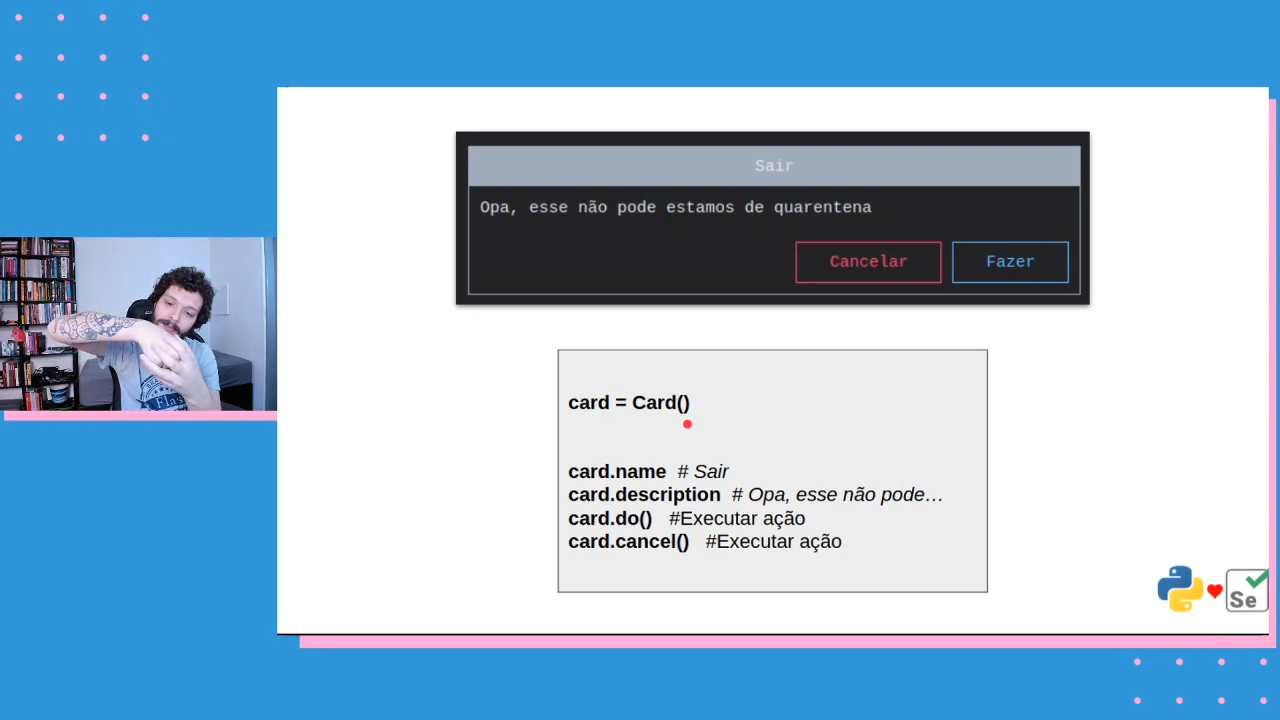 Sair
Opa, esse não pode estamos de quarentena
Cancelar Fazer
card = Card()
card.name # Sair
card.description # Opa, esse não pode…
card.do() #Executar ação
card.cancel() #Executar ação
Se